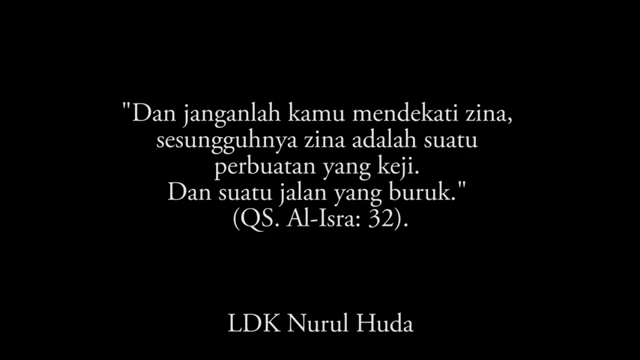 "Dan janganlah kamu mendekati zina,
sesungguhnya zina adalah suatu
perbuatan yang keji.
Dan suatu jalan yang buruk."
(QS. Al-Isra: 32).
LDK Nurul Huda